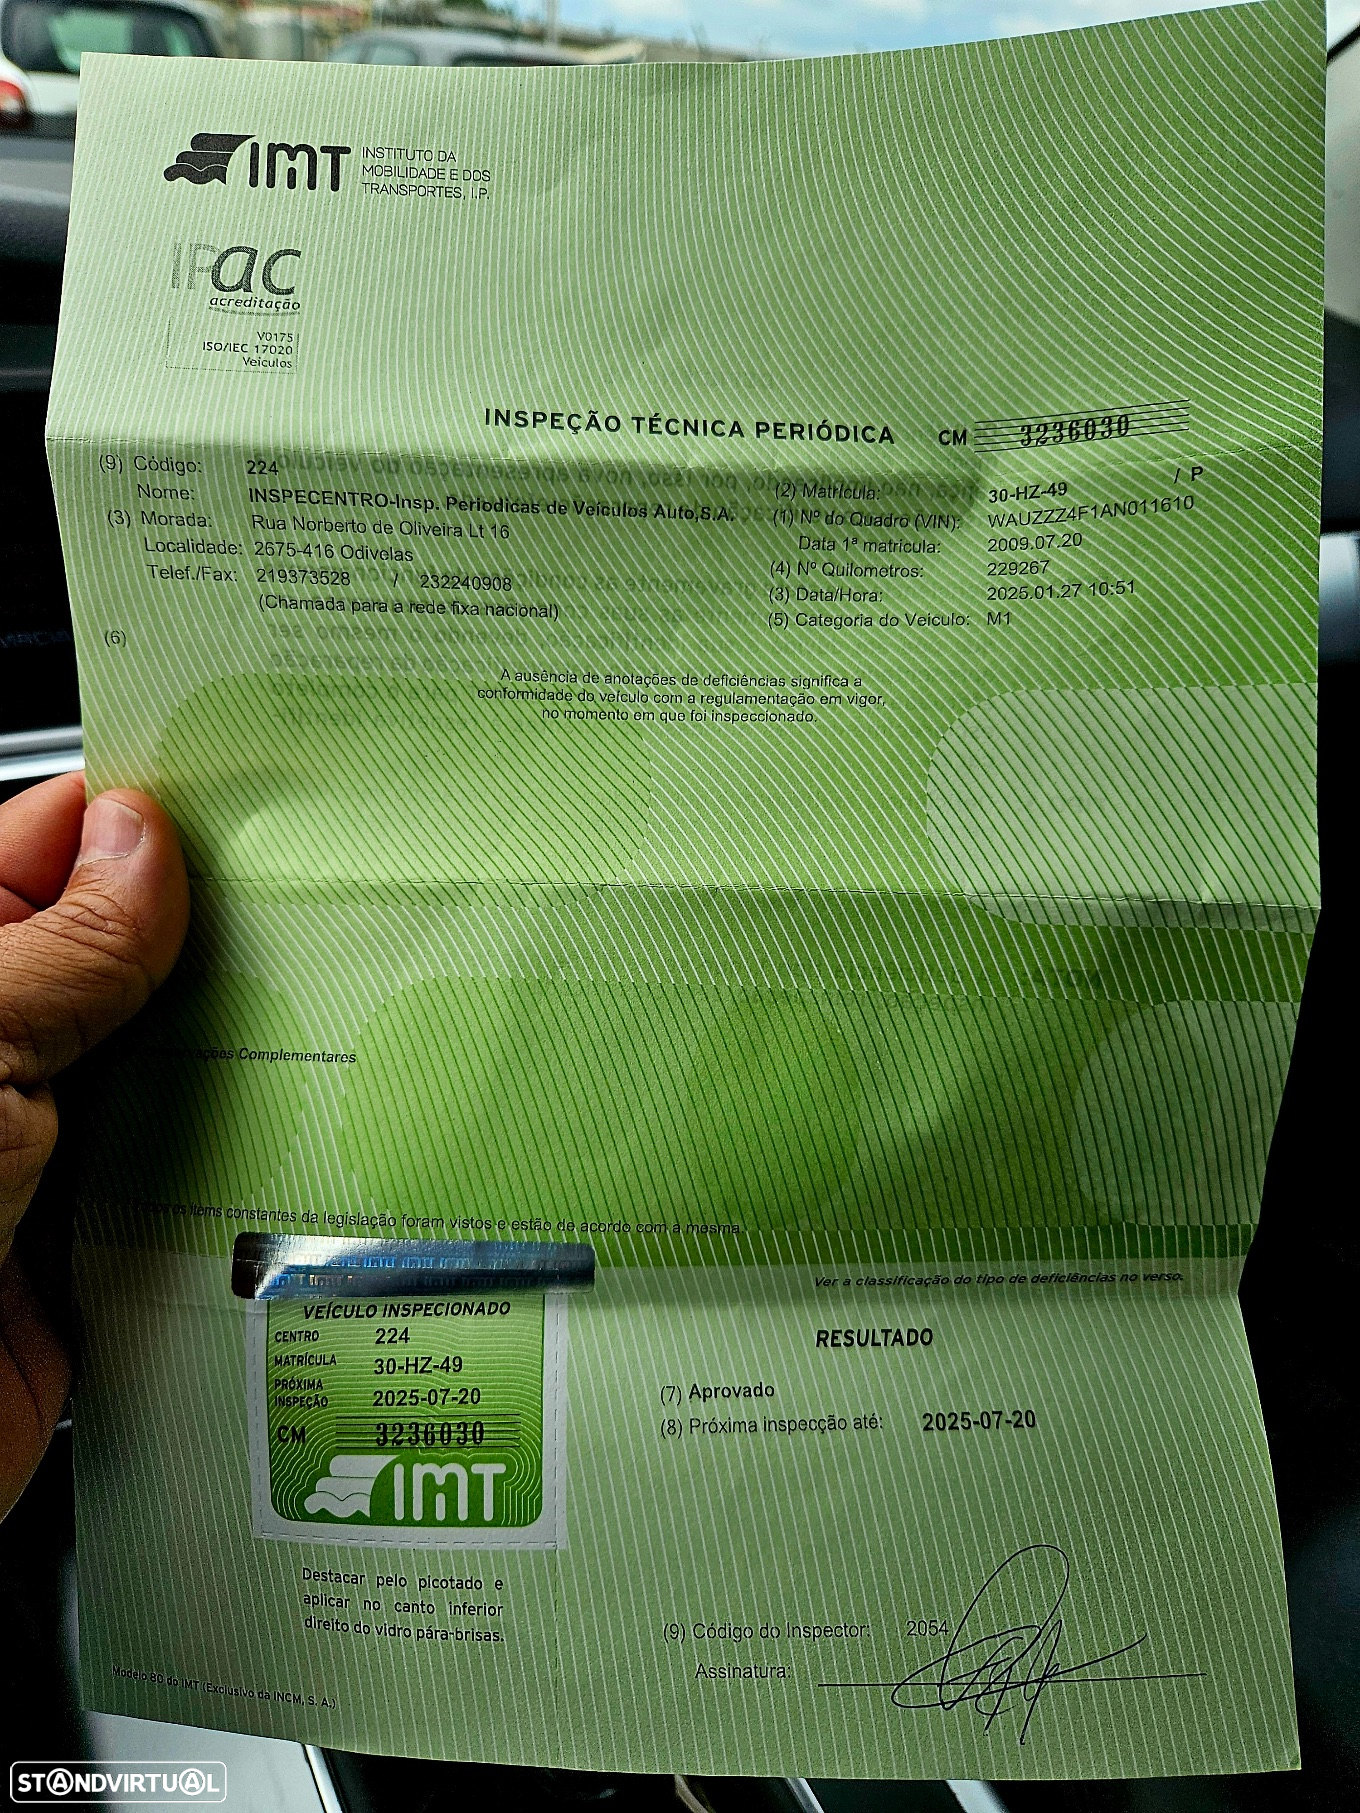 IMT INSTITUTO DA
MOBILIDADE E DOS
TRANSPORTES, I.P.
IPac
acreditação
V0175
ISO/IEC 17020
Veículos
INSPEÇÃO TÉCNICA PERIÓDICA CM 3236030
(9) Código: 224
Nome: INSPECENTRO-Insp. Periodicas de Veículos Auto,S.A.
(3) Morada: Rua Norberto de Oliveira Lt 16
Localidade: 2675-416 Odivelas
Telef./Fax: 219373528 / 232240908
(Chamada para a rede fixa nacional)
(6)
(2) Matrícula: 30-HZ-49 / P
(1) Nº do Quadro (VIN): WAUZZZ4F1AN011610
Data 1ª matricula: 2009.07.20
(4) Nº Quilometros: 229267
(3) Data/Hora: 2025.01.27 10:51
(5) Categoria do Veículo: M1
A ausência de anotações de deficiências significa a
conformidade do veículo com a regulamentação em vigor,
no momento em que foi inspeccionado.
Complementares
itens constantes da legislação foram vistos e estão de acordo com a mesma.
Ver a classificação do tipo de deficiências no verso.
VEÍCULO INSPECIONADO
CENTRO 224
MATRÍCULA 30-HZ-49
PRÓXIMA
INSPEÇÃO 2025-07-20
CM 3236030
IMT
RESULTADO
(7) Aprovado
(8) Próxima inspecção até: 2025-07-20
Destacar pelo picotado e
aplicar no canto inferior
direito do vidro pára-brisas.
(9) Código do Inspector: 2054
Assinatura:
Modelo 80 do IMT (Exclusivo da INCM, S. A.)
STANDVIRTUAL